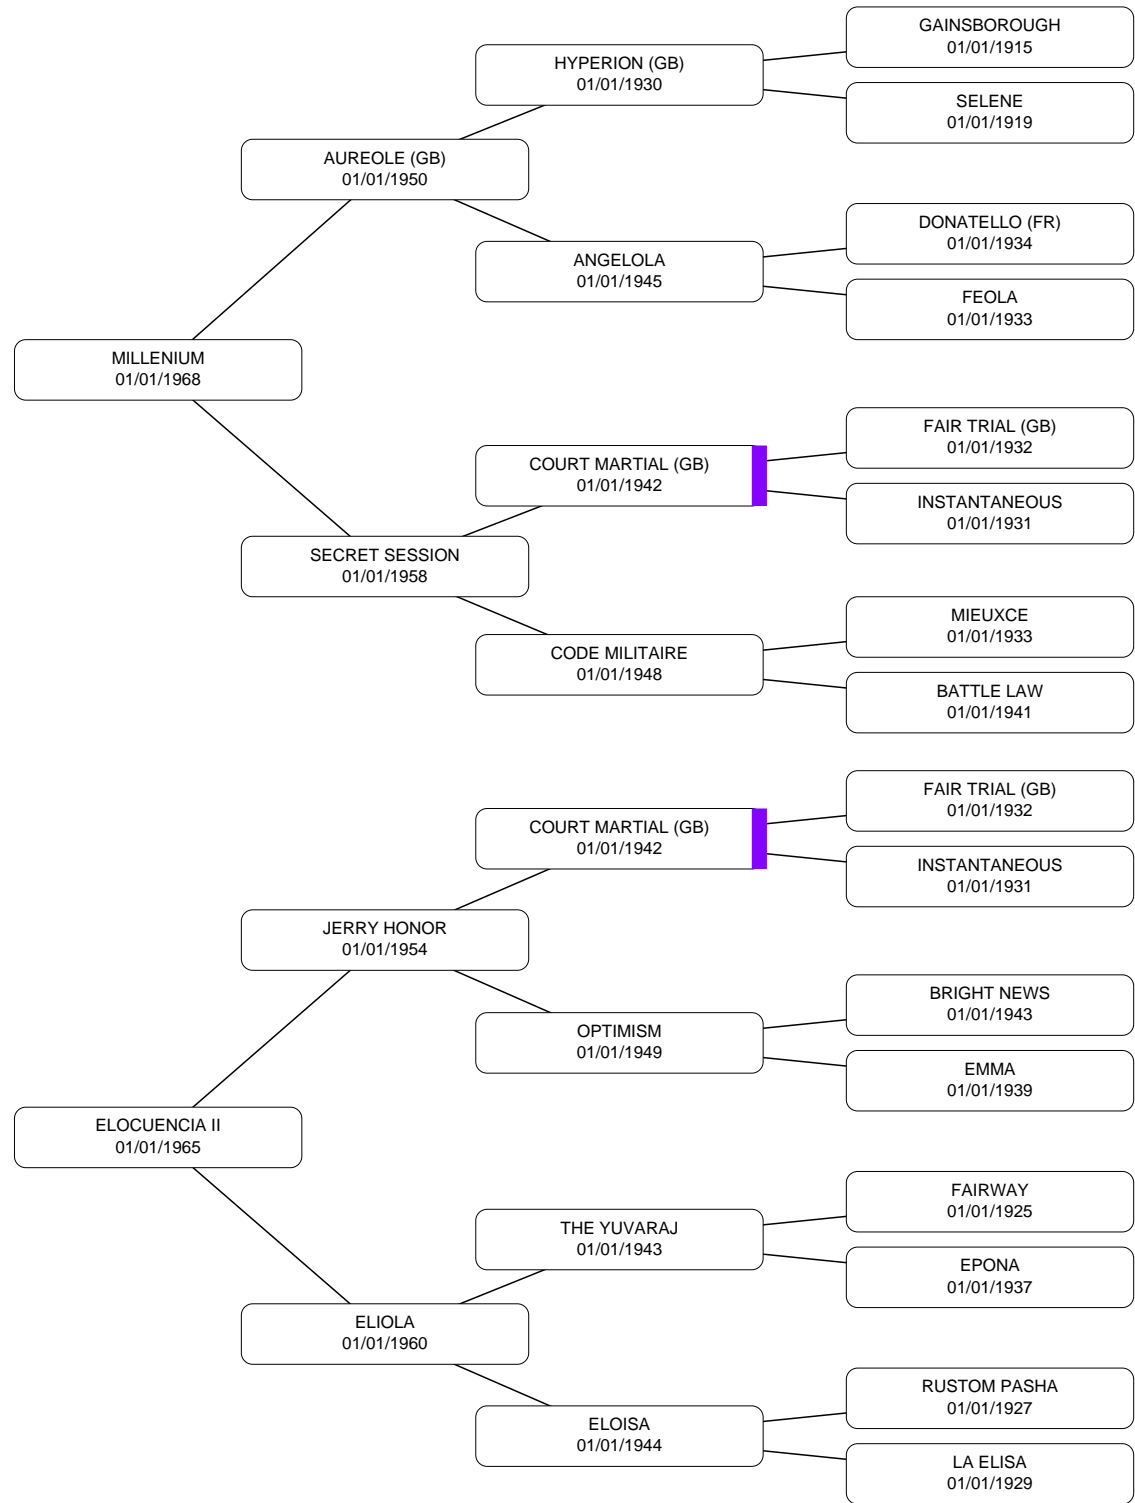 GAINSBOROUGH
01/01/1915
HYPERION (GB)
01/01/1930
SELENE
01/01/1919
AUREOLE (GB)
01/01/1950
DONATELLO (FR)
01/01/1934
ANGELOLA
01/01/1945
FEOLA
01/01/1933
MILLENIUM
01/01/1968
FAIR TRIAL (GB)
01/01/1932
COURT MARTIAL (GB)
01/01/1942
INSTANTANEOUS
01/01/1931
SECRET SESSION
01/01/1958
MIEUXCE
01/01/1933
CODE MILITAIRE
01/01/1948
BATTLE LAW
01/01/1941
FAIR TRIAL (GB)
01/01/1932
COURT MARTIAL (GB)
01/01/1942
INSTANTANEOUS
01/01/1931
JERRY HONOR
01/01/1954
BRIGHT NEWS
01/01/1943
OPTIMISM
01/01/1949
EMMA
01/01/1939
ELOCUENCIA II
01/01/1965
FAIRWAY
01/01/1925
THE YUVARAJ
01/01/1943
EPONA
01/01/1937
ELIOLA
01/01/1960
RUSTOM PASHA
01/01/1927
ELOISA
01/01/1944
LA ELISA
01/01/1929